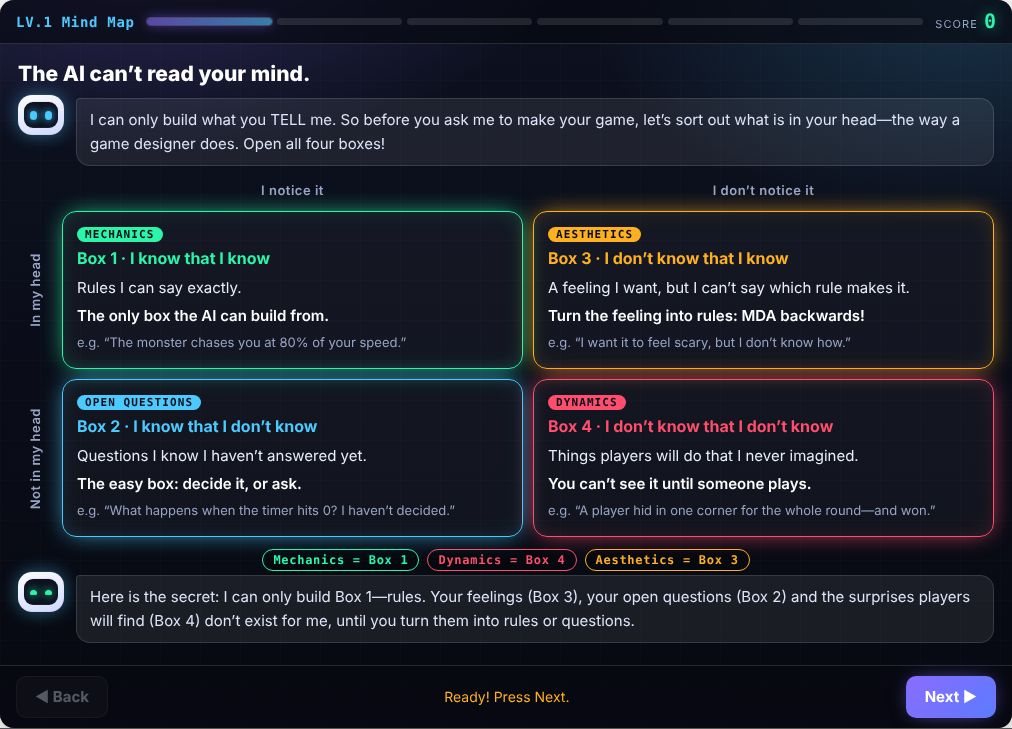 LV.1 Mind Map
SCORE 0
The AI can’t read your mind.
I can only build what you TELL me. So before you ask me to make your game, let’s sort out what is in your head—the way a
game designer does. Open all four boxes!
I notice it
I don’t notice it
In my head
MECHANICS
Box 1 · I know that I know
Rules I can say exactly.
The only box the AI can build from.
e.g. “The monster chases you at 80% of your speed.”
AESTHETICS
Box 3 · I don’t know that I know
A feeling I want, but I can’t say which rule makes it.
Turn the feeling into rules: MDA backwards!
e.g. “I want it to feel scary, but I don’t know how.”
Not in my head
OPEN QUESTIONS
Box 2 · I know that I don’t know
Questions I know I haven’t answered yet.
The easy box: decide it, or ask.
e.g. “What happens when the timer hits 0? I haven’t decided.”
DYNAMICS
Box 4 · I don’t know that I don’t know
Things players will do that I never imagined.
You can’t see it until someone plays.
e.g. “A player hid in one corner for the whole round—and won.”
Mechanics = Box 1
Dynamics = Box 4
Aesthetics = Box 3
Here is the secret: I can only build Box 1—rules. Your feelings (Box 3), your open questions (Box 2) and the surprises players
will find (Box 4) don’t exist for me, until you turn them into rules or questions.
◀ Back
Ready! Press Next.
Next ▶